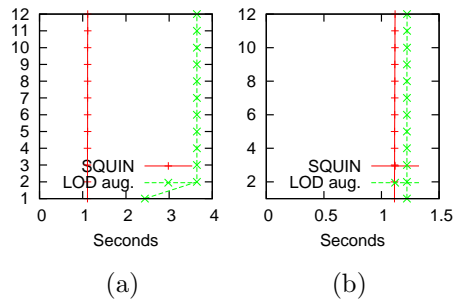 12
11
10
9
8
7
6
5
4
3
2
1
SQUIN
LOD aug.
0 1 2 3 4
Seconds
(a)
12
10
8
6
4
2
SQUIN
LOD aug.
0 0.5 1 1.5
Seconds
(b)